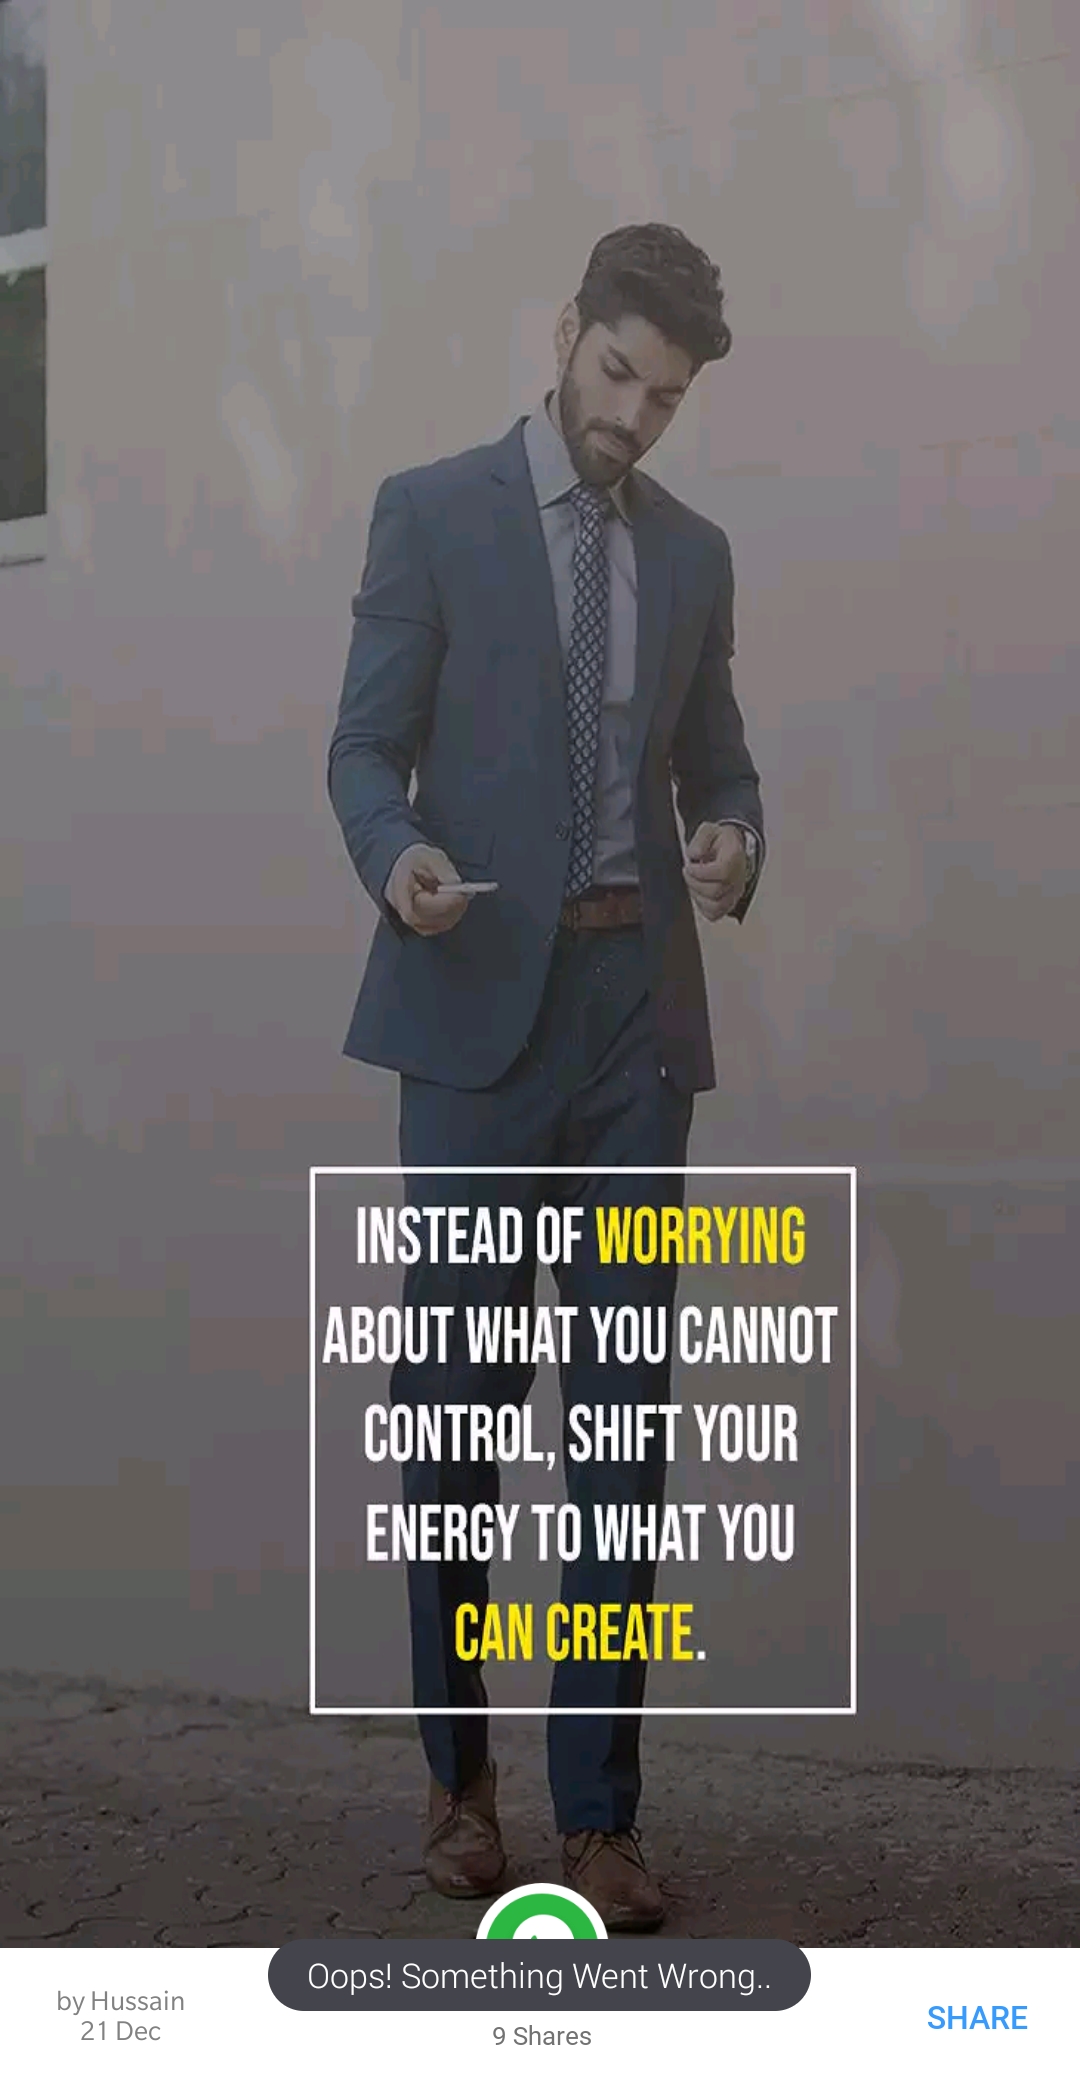 INSTEAD OF WORRYING
ABOUT WHAT YOU CANNOT
CONTROL, SHIFT YOUR
ENERGY TO WHAT YOU
CAN CREATE.
Oops! Something Went Wrong..
by Hussain
21 Dec
9 Shares
SHARE